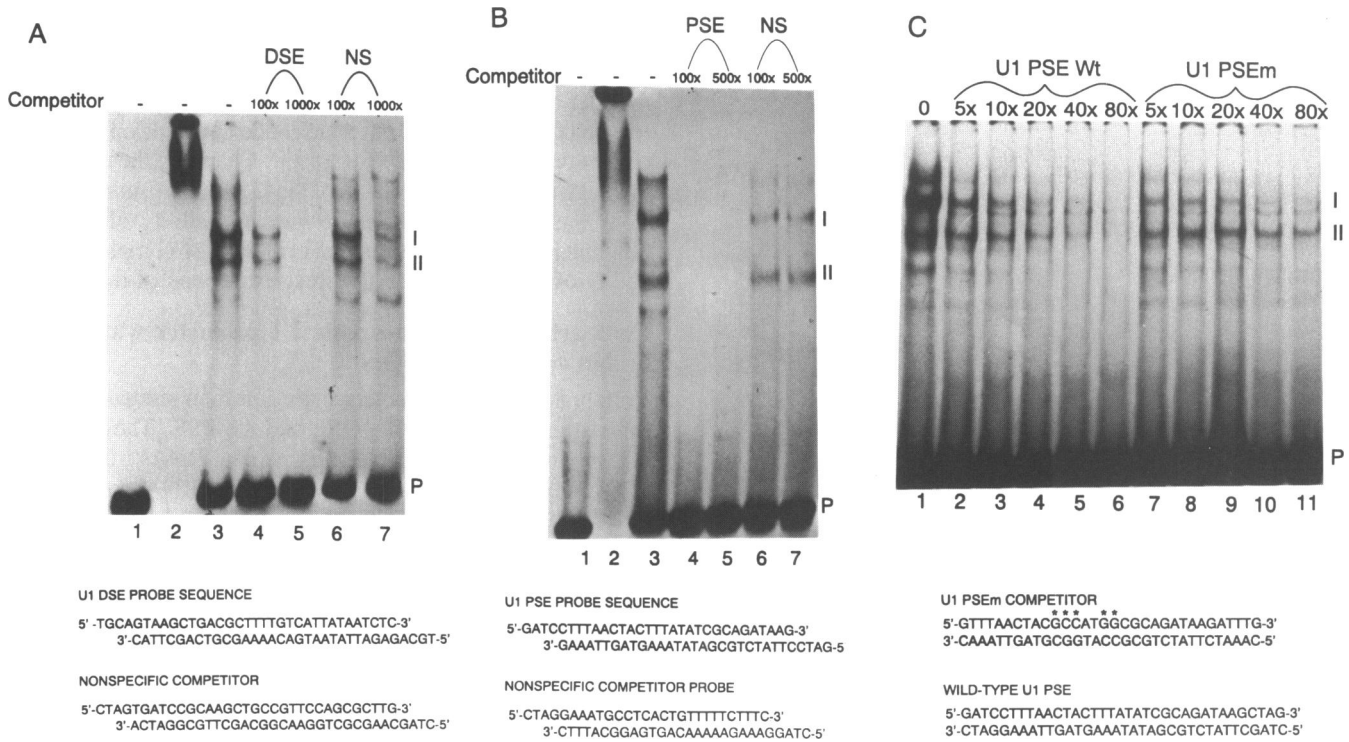 A
DSE NS
Competitor - - - 100x 1000x 100x 1000x
I
II
P
1 2 3 4 5 6 7
U1 DSE PROBE SEQUENCE
5' -TGCAGTAAGCTGACGCTTTTGTCATTATAATCTC-3'
3'-CATTCGACTGCGAAAACAGTAATATTAGAGACGT-5'
NONSPECIFIC COMPETITOR
5'-CTAGTGATCCGCAAGCTGCCGTTCCAGCGCTTG-3'
3'-ACTAGGCGTTCGACGGCAAGGTCGCGAACGATC-5'
B
PSE NS
Competitor - - - 100x 500x 100x 500x
I
II
P
1 2 3 4 5 6 7
U1 PSE PROBE SEQUENCE
5'-GATCCTTTAACTACTTTATATCGCAGATAAG-3'
3'-GAAATTGATGAAATATAGCGTCTATTCCTAG-5
NONSPECIFIC COMPETITOR PROBE
5'-CTAGGAAATGCCTCACTGTTTTTCTTTC-3'
3'-CTTTACGGAGTGACAAAAAGAAAGGATC-5'
C
U1 PSE Wt U1 PSEm
0 5x 10x 20x 40x 80x 5x 10x 20x 40x 80x
I
II
P
1 2 3 4 5 6 7 8 9 10 11
U1 PSEm COMPETITOR
*** **
5'-GTTTAACTACGCCATGGCGCAGATAAGATTTG-3'
3'-CAAATTGATGCGGTACCGCGTCTATTCTAAAC-5'
WILD-TYPE U1 PSE
5'-GATCCTTTAACTACTTTATATCGCAGATAAGCTAG-3'
3'-CTAGGAAATTGATGAAATATAGCGTCTATTCGATC-5'